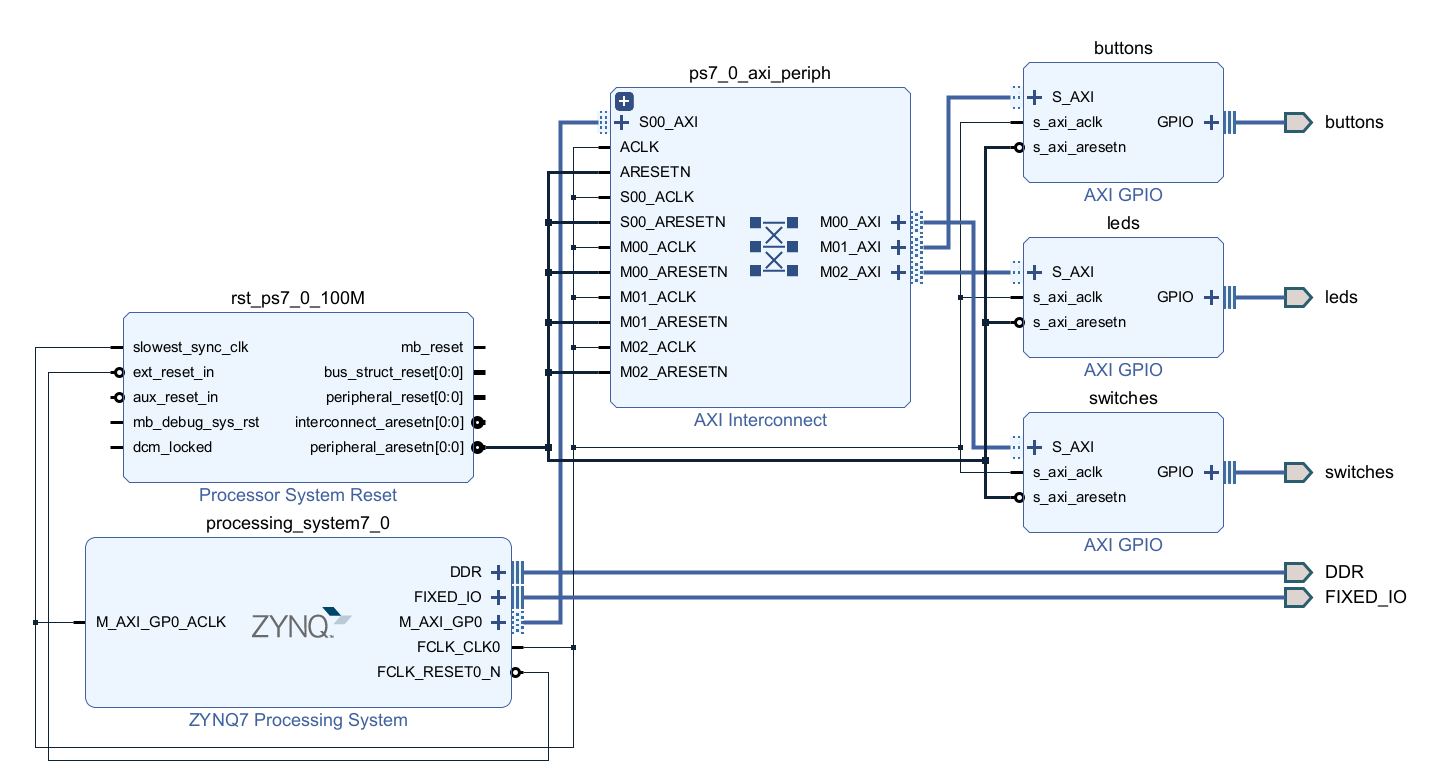 buttons
S_AXI
s_axi_aclk
s_axi_aresetn
GPIO
AXI GPIO
buttons
ps7_0_axi_periph
S00_AXI
ACLK
ARESETN
S00_ACLK
S00_ARESETN
M00_ACLK
M00_ARESETN
M01_ACLK
M01_ARESETN
M02_ACLK
M02_ARESETN
M00_AXI
M01_AXI
M02_AXI
AXI Interconnect
leds
S_AXI
s_axi_aclk
s_axi_aresetn
GPIO
AXI GPIO
leds
rst_ps7_0_100M
slowest_sync_clk
ext_reset_in
aux_reset_in
mb_debug_sys_rst
dcm_locked
mb_reset
bus_struct_reset[0:0]
peripheral_reset[0:0]
interconnect_aresetn[0:0]
peripheral_aresetn[0:0]
Processor System Reset
switches
S_AXI
s_axi_aclk
s_axi_aresetn
GPIO
AXI GPIO
switches
processing_system7_0
M_AXI_GP0_ACLK
ZYNQ
DDR
FIXED_IO
M_AXI_GP0
FCLK_CLK0
FCLK_RESET0_N
ZYNQ7 Processing System
DDR
FIXED_IO